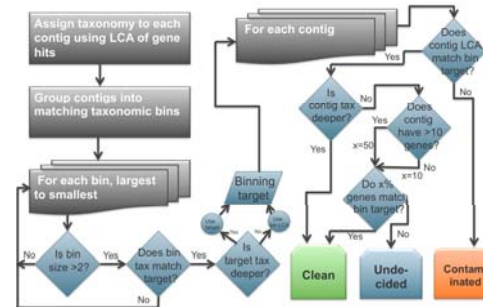 Assign taxonomy to each
contig using LCA of gene
hits
Group contigs into
matching taxonomic bins
For each bin, largest
to smallest
Is bin
size >2?
No
Yes
Does bin
tax match
target?
No
Yes
Is
target tax
deeper?
Binning
target
For each contig
Does
contig LCA
match bin
target?
Yes
No
Is
contig tax
deeper?
No
Yes
Does
contig
have >10
genes?
Yes
No
x=50
x=10
Do x%
genes match
bin target?
Yes
No
Clean
Unde-
cided
Contam
inated